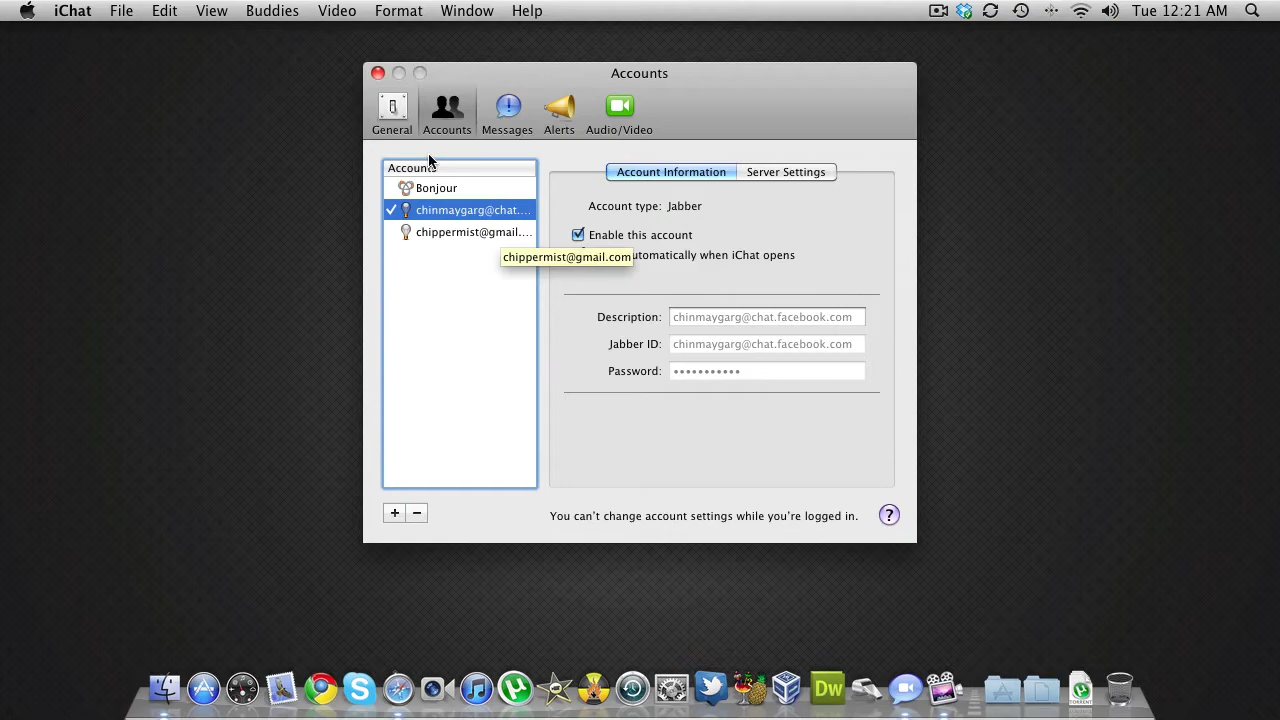 iChat File Edit View Buddies Video Format Window Help Tue 12:21 AM
Accounts
General Accounts Messages Alerts Audio/Video
Accounts
Bonjour
chinmaygarg@chat....
chippermist@gmail....
chippermist@gmail.com
Account Information Server Settings
Account type: Jabber
Enable this account
utomatically when iChat opens
Description: chinmaygarg@chat.facebook.com
Jabber ID: chinmaygarg@chat.facebook.com
Password: •••••••••••
+ −
You can't change account settings while you're logged in. ?
Dw
TORRENT